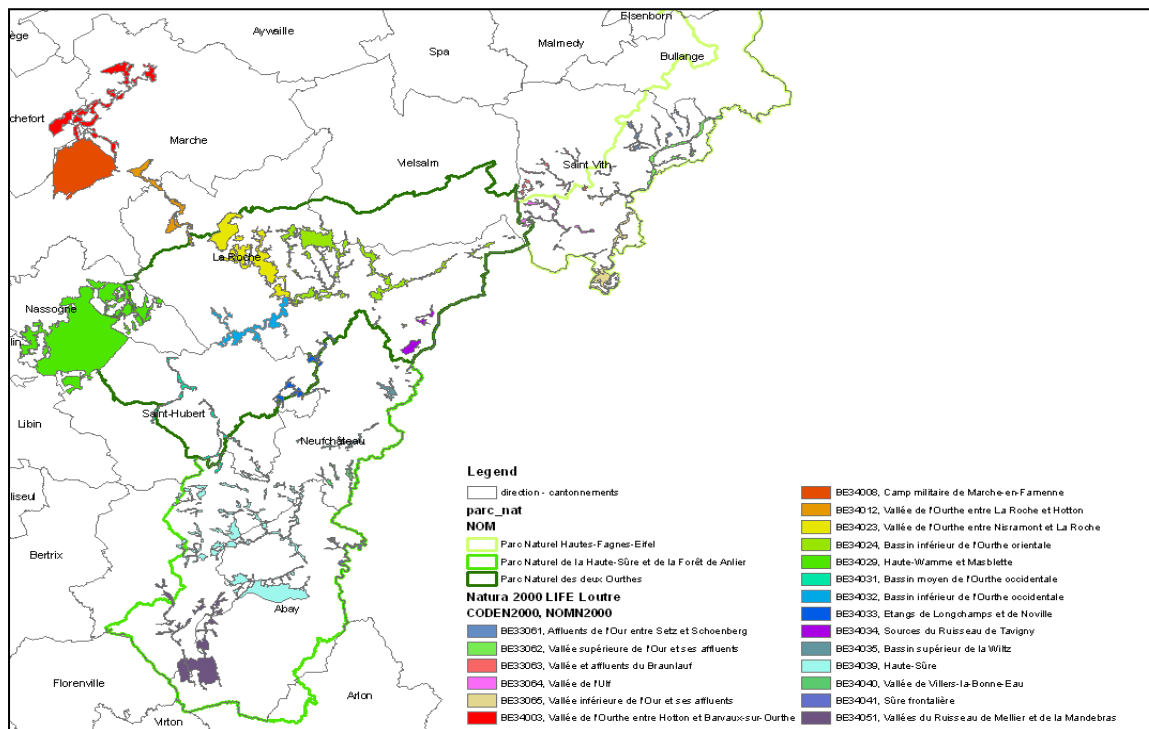 Elsenborn
ège
Aywaille
Spa
Malmedy
Bullange
chefort
Marche
Vielsalm
Saint Vith
La Roche
Nassogne
lin
Saint-Hubert
Libin
Neufchâteau
liseul
Bertrix
Abay
Florenville
Arlon
Virton
Legend
direction - cantonnements
parc_nat
NOM
Parc Naturel Hautes-Fagnes-Eifel
Parc Naturel de la Haute-Sûre et de la Forêt de Anlier
Parc Naturel des deux Ourthes
Natura 2000 LIFE Loutre
CODEN2000, NOMN2000
BE33061, Affluents de l'Our entre Setz et Schoenberg
BE33062, Vallée supérieure de l'Our et ses affluents
BE33063, Vallée et affluents du Braunlauf
BE33064, Vallée de l'Ulf
BE33065, Vallée inférieure de l'Our et ses affluents
BE34003, Vallée de l'Ourthe entre Hotton et Barvaux-sur-Ourthe
BE34008, Camp militaire de Marche-en-Famenne
BE34012, Vallée de l'Ourthe entre La Roche et Hotton
BE34023, Vallée de l'Ourthe entre Nisramont et La Roche
BE34024, Bassin inférieur de l'Ourthe orientale
BE34029, Haute-Wamme et Masblette
BE34031, Bassin moyen de l'Ourthe occidentale
BE34032, Bassin inférieur de l'Ourthe occidentale
BE34033, Etangs de Longchamps et de Noville
BE34034, Sources du Ruisseau de Tavigny
BE34035, Bassin supérieur de la Wiltz
BE34039, Haute-Sûre
BE34040, Vallée de Villers-la-Bonne-Eau
BE34041, Sûre frontalière
BE34051, Vallées du Ruisseau de Mellier et de la Mandebras